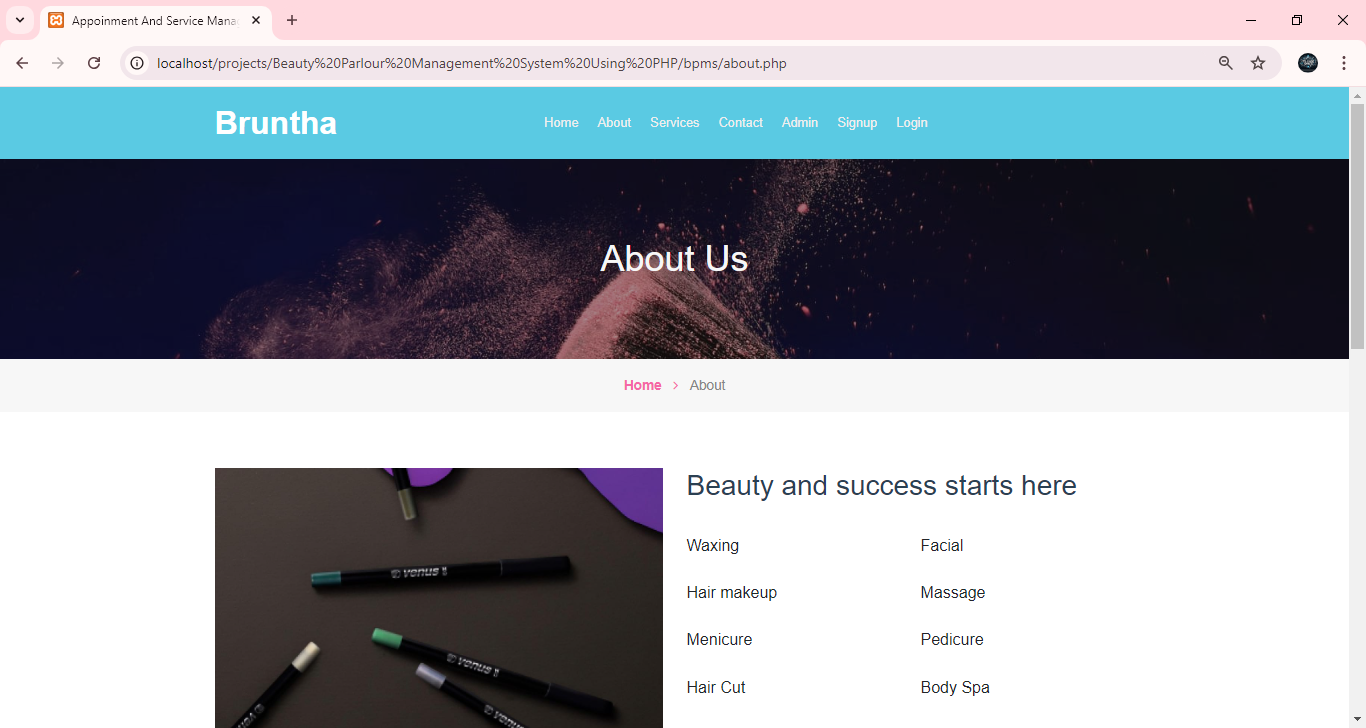 Appoinment And Service Mana
localhost/projects/Beauty%20Parlour%20Management%20System%20Using%20PHP/bpms/about.php
Bruntha
Home About Services Contact Admin Signup Login
About Us
Home > About
Beauty and success starts here
venus
Waxing Facial
Hair makeup Massage
venus
Menicure Pedicure
venus
Hair Cut Body Spa